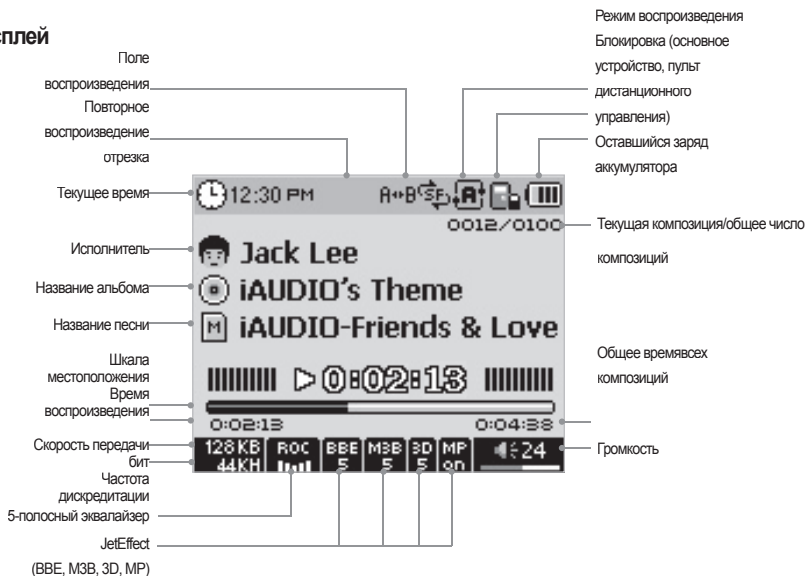 сплей
Поле
воспроизведения
Повторное
воспроизведение
отрезка
Текущее время
Исполнитель
Название альбома
Название песни
Шкала
местоположения
Время
воспроизведения
Скорость передачи
бит
Частота
дискредитации
5-полосный эквалайзер
JetEffect
(BBE, M3B, 3D, MP)
12:30 PM A↔B SF A
0012/0100
Jack Lee
iAUDIO's Theme
M iAUDIO-Friends & Love
0:02:13
0:02:13 0:04:38
128KB ROC BBE M3B 3D MP 24
44KH 5 5 5 on
Режим воспроизведения
Блокировка (основное
устройство, пульт
дистанционного
управления)
Оставшийся заряд
аккумулятора
Текущая композиция/общее число
композиций
Общее времявсех
композиций
Громкость